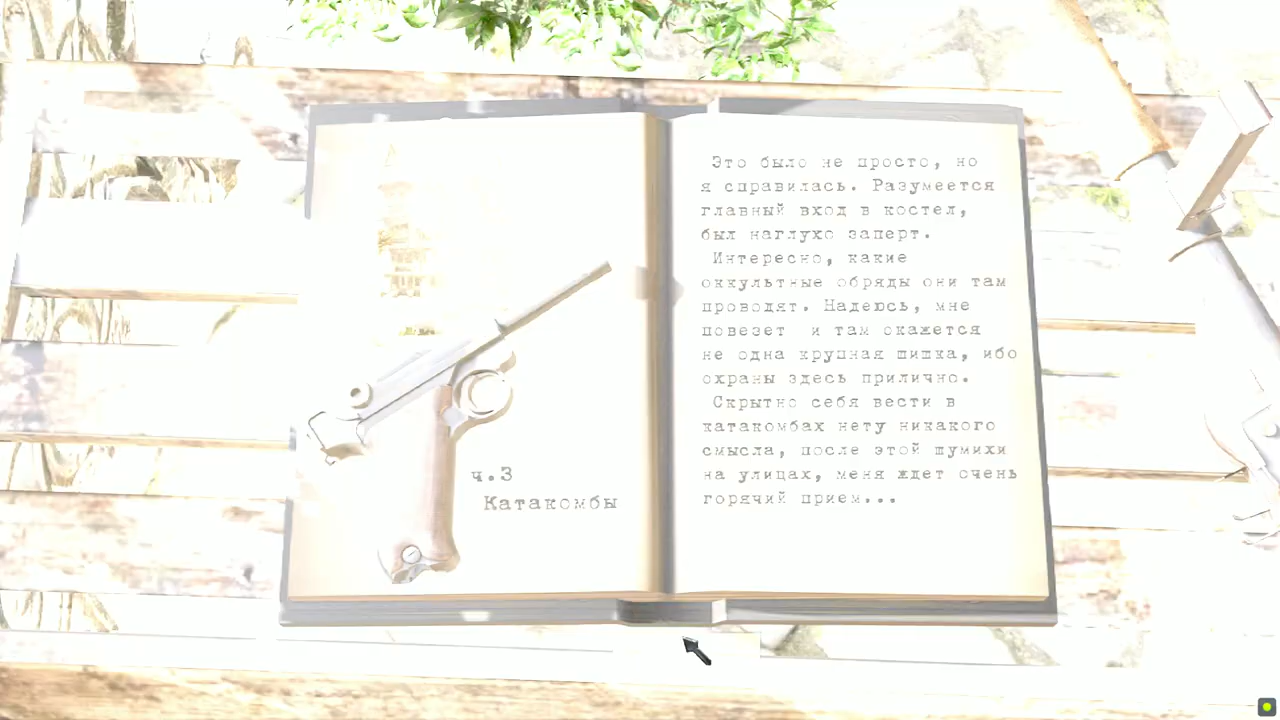 ч.3
Катакомбы
Это было не просто, но
я справилась. Разумеется
главный вход в костел,
был наглухо заперт.
Интересно, какие
оккультные обряды они там
проводят. Надеюсь, мне
повезет и там окажется
не одна крупная шишка, ибо
охраны здесь прилично.
Скрытно себя вести в
катакомбах нету никакого
смысла, после этой шумихи
на улицах, меня ждет очень
горячий прием...